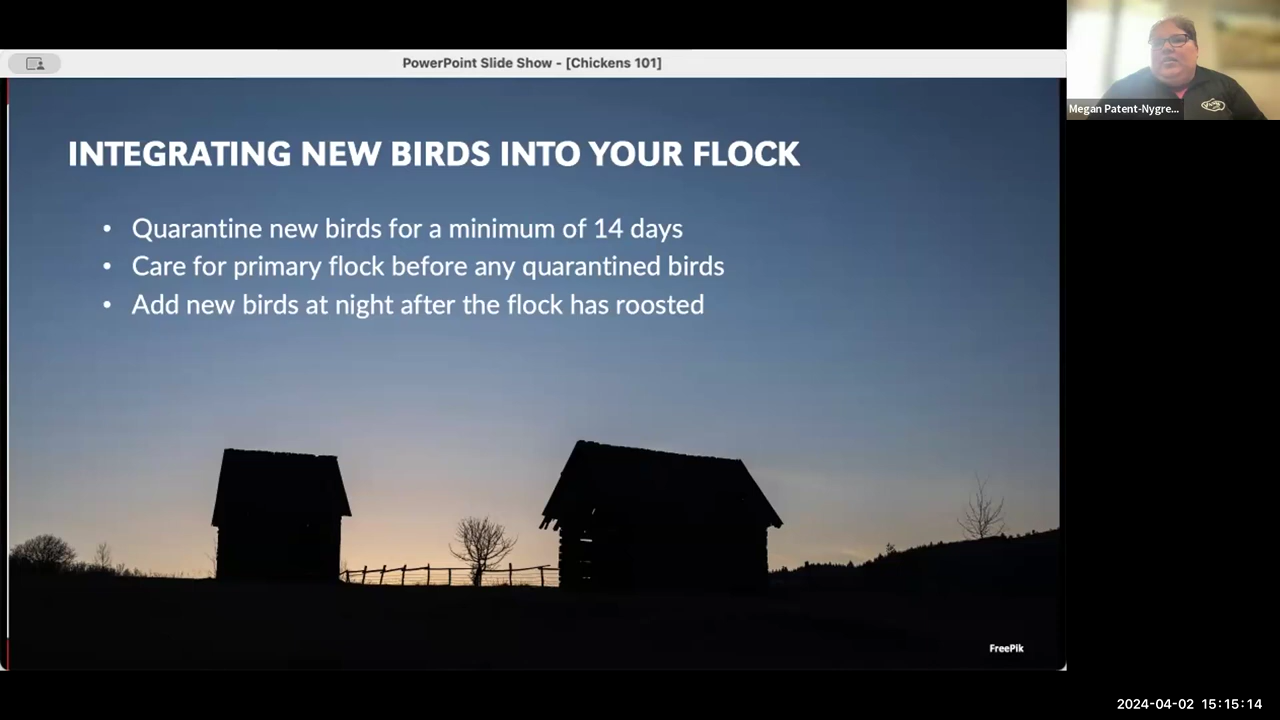 PowerPoint Slide Show - [Chickens 101]
INTEGRATING NEW BIRDS INTO YOUR FLOCK
• Quarantine new birds for a minimum of 14 days
• Care for primary flock before any quarantined birds
• Add new birds at night after the flock has roosted
FreePik
Megan Patent-Nygre...
2024-04-02 15:15:14